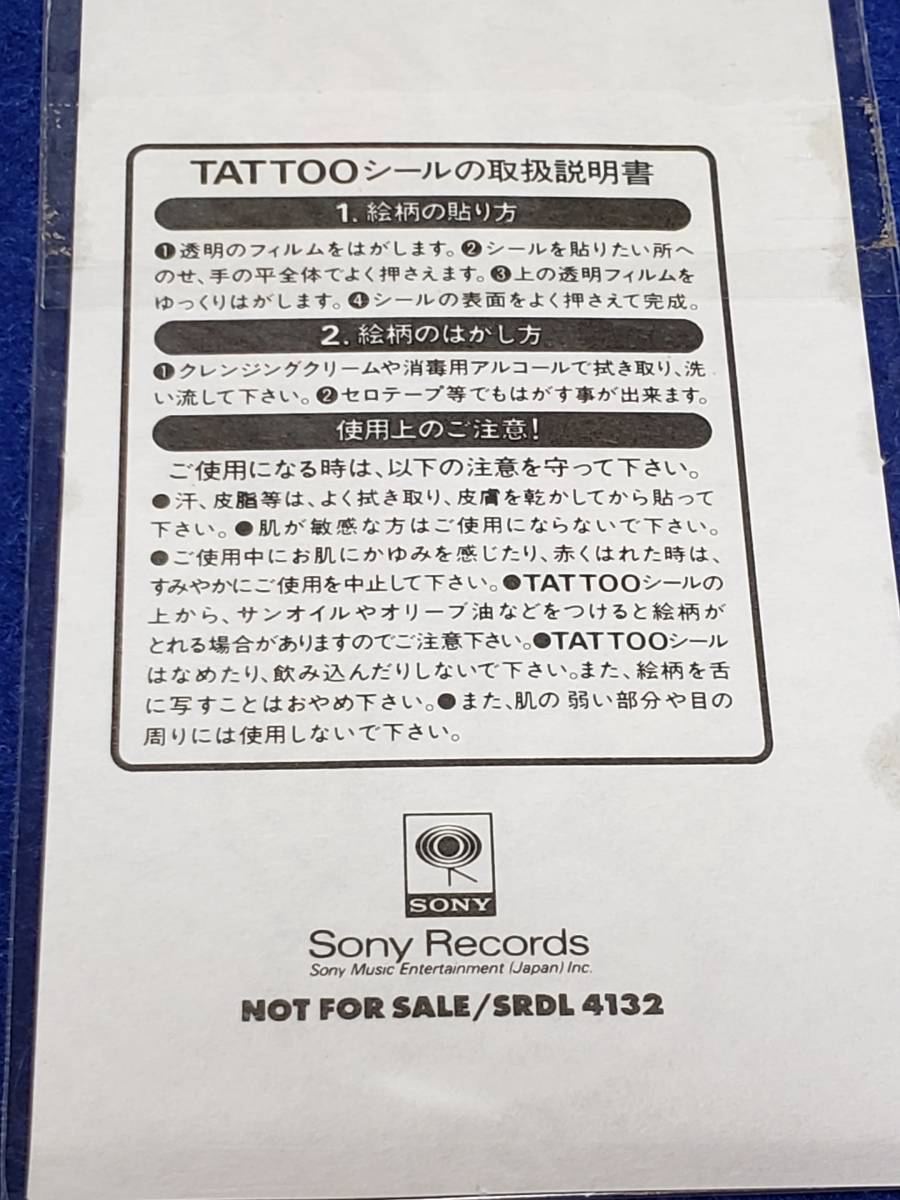 TATTOOシールの取扱説明書
1. 絵柄の貼り方
❶透明のフィルムをはがします。❷シールを貼りたい所へ
のせ、手の平全体でよく押さえます。❸上の透明フィルムを
ゆっくりはがします。❹シールの表面をよく押さえて完成。
2. 絵柄のはかし方
❶クレンジングクリームや消毒用アルコールで拭き取り、洗
い流して下さい。❷セロテープ等でもはがす事が出来ます。
使用上のご注意!
ご使用になる時は、以下の注意を守って下さい。
●汗、皮脂等は、よく拭き取り、皮膚を乾かしてから貼って
下さい。●肌が敏感な方はご使用にならないで下さい。
●ご使用中にお肌にかゆみを感じたり、赤くはれた時は、
すみやかにご使用を中止して下さい。●TATTOOシールの
上から、サンオイルやオリーブ油などをつけると絵柄が
とれる場合がありますのでご注意下さい。●TATTOOシール
はなめたり、飲み込んだりしないで下さい。また、絵柄を舌
に写すことはおやめ下さい。●また、肌の弱い部分や目の
周りには使用しないで下さい。
SONY
Sony Records
Sony Music Entertainment (Japan) Inc.
NOT FOR SALE/SRDL 4132